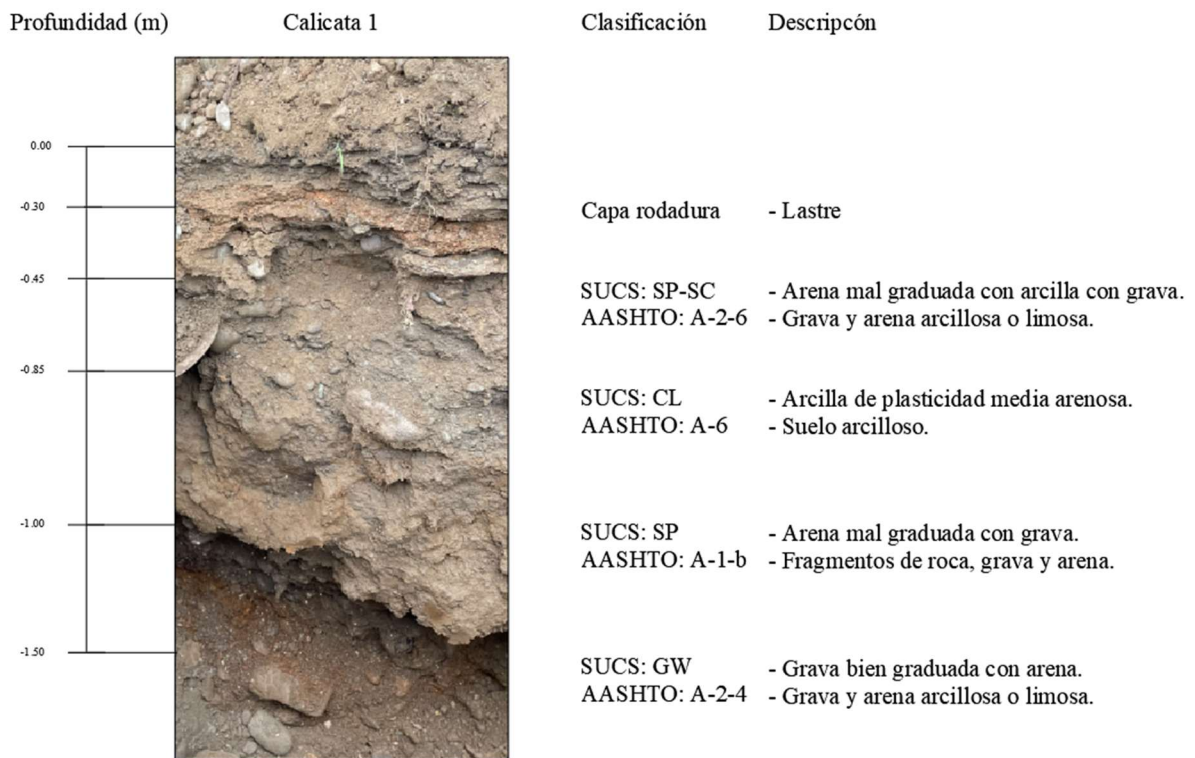 Profundidad (m) Calicata 1 Clasificación Descripcón
0.00
-0.30
Capa rodadura - Lastre
-0.45
SUCS: SP-SC - Arena mal graduada con arcilla con grava.
AASHTO: A-2-6 - Grava y arena arcillosa o limosa.
-0.85
SUCS: CL - Arcilla de plasticidad media arenosa.
AASHTO: A-6 - Suelo arcilloso.
-1.00
SUCS: SP - Arena mal graduada con grava.
AASHTO: A-1-b - Fragmentos de roca, grava y arena.
-1.50
SUCS: GW - Grava bien graduada con arena.
AASHTO: A-2-4 - Grava y arena arcillosa o limosa.